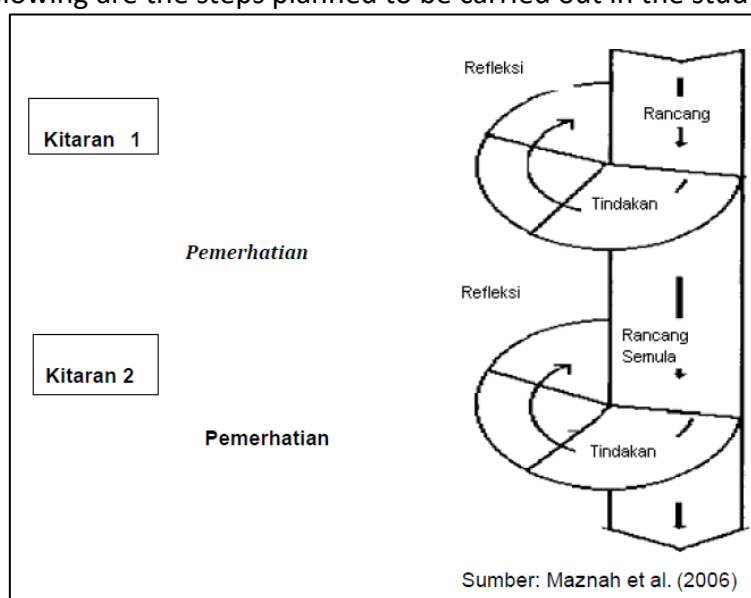 llowing are the steps planned to be carried out in the stud
Refleksi
Kitaran 1
Rancang
Tindakan
Pemerhatian
Refleksi
Rancang
Semula
Kitaran 2
Pemerhatian
Tindakan
Sumber: Maznah et al. (2006)